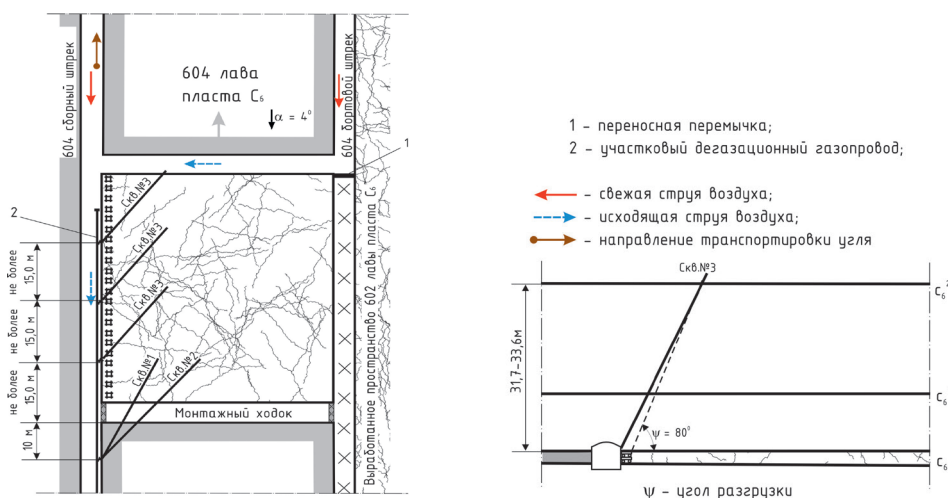 604 сборный штрек
604 лава
пласта С₆
α = 4°
604 бортовой штрек
1
2
Скв.№3
Скв.№3
Скв.№3
Скв.№1
Скв.№2
не более
15,0 м
не более
15,0 м
не более
15,0 м
10 м
Монтажный ходок
Выработанное пространство 602 лавы пласта С₆
1 – переносная перемычка;
2 – участковый дегазационный газопровод;
– свежая струя воздуха;
– исходящая струя воздуха;
– направление транспортировки угля
Скв.№3
31,7–33,6м
ψ = 80°
ψ – угол разгрузки